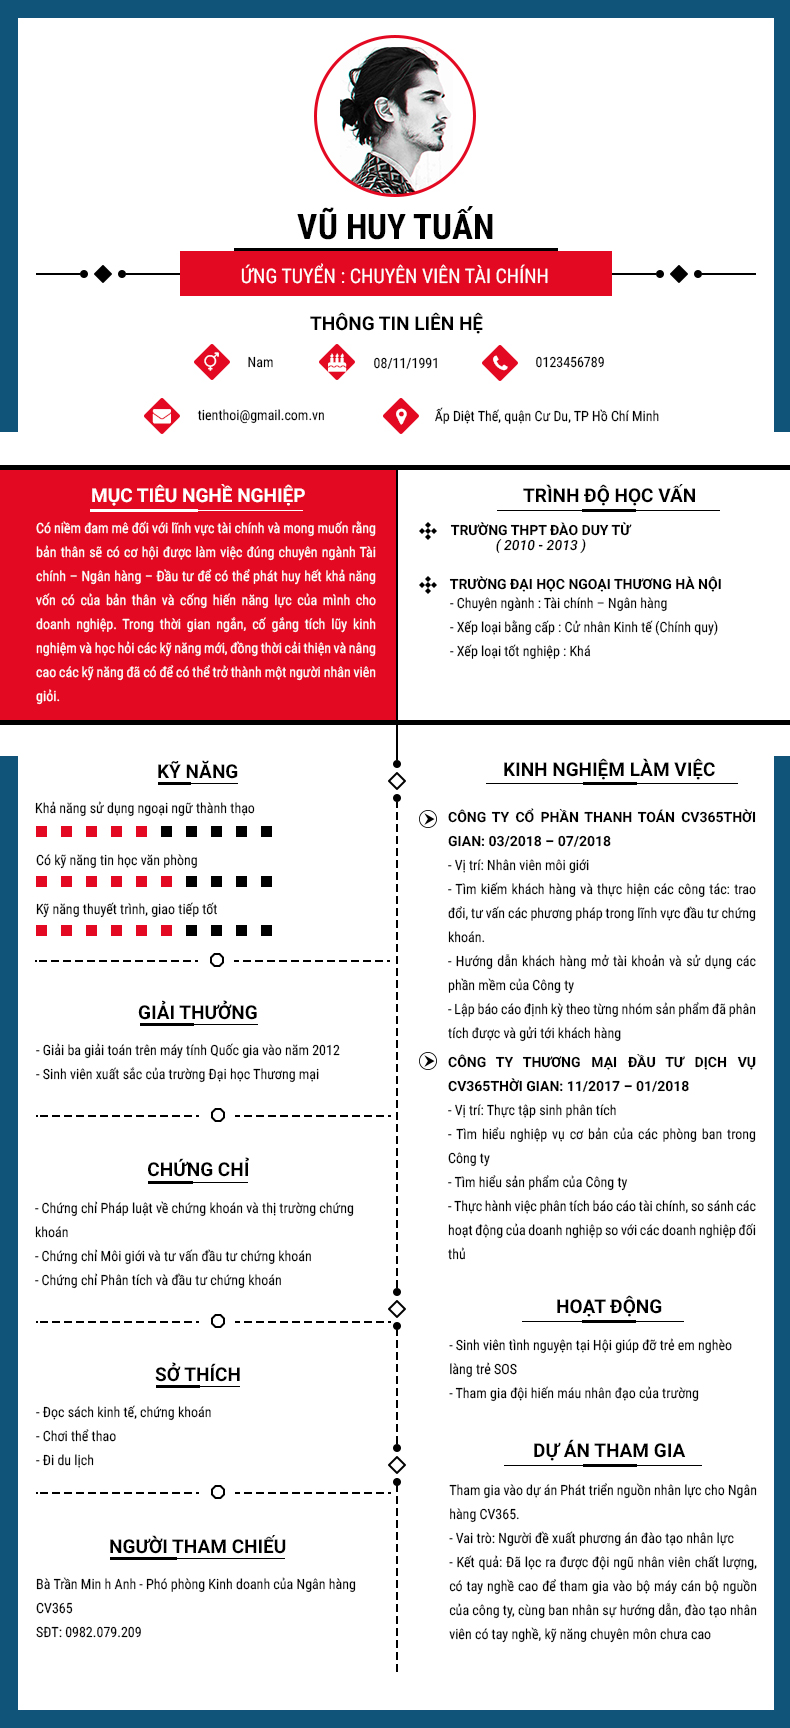 VŨ HUY TUẤN
ỨNG TUYỂN : CHUYÊN VIÊN TÀI CHÍNH
THÔNG TIN LIÊN HỆ
Nam
08/11/1991
0123456789
tienthoi@gmail.com.vn
Ấp Diệt Thế, quận Cư Du, TP Hồ Chí Minh
MỤC TIÊU NGHỀ NGHIỆP
Có niềm đam mê đối với lĩnh vực tài chính và mong muốn rằng
bản thân sẽ có cơ hội được làm việc đúng chuyên ngành Tài
chính – Ngân hàng – Đầu tư để có thể phát huy hết khả năng
vốn có của bản thân và cống hiến năng lực của mình cho
doanh nghiệp. Trong thời gian ngắn, cố gắng tích lũy kinh
nghiệm và học hỏi các kỹ năng mới, đồng thời cải thiện và nâng
cao các kỹ năng đã có để có thể trở thành một người nhân viên
giỏi.
TRÌNH ĐỘ HỌC VẤN
TRƯỜNG THPT ĐÀO DUY TỪ
( 2010 - 2013 )
TRƯỜNG ĐẠI HỌC NGOẠI THƯƠNG HÀ NỘI
- Chuyên ngành : Tài chính – Ngân hàng
- Xếp loại bằng cấp : Cử nhân Kinh tế (Chính quy)
- Xếp loại tốt nghiệp : Khá
KỸ NĂNG
Khả năng sử dụng ngoại ngữ thành thạo
Có kỹ năng tin học văn phòng
Kỹ năng thuyết trình, giao tiếp tốt
GIẢI THƯỞNG
- Giải ba giải toán trên máy tính Quốc gia vào năm 2012
- Sinh viên xuất sắc của trường Đại học Thương mại
CHỨNG CHỈ
- Chứng chỉ Pháp luật về chứng khoán và thị trường chứng
khoán
- Chứng chỉ Môi giới và tư vấn đầu tư chứng khoán
- Chứng chỉ Phân tích và đầu tư chứng khoán
SỞ THÍCH
- Đọc sách kinh tế, chứng khoán
- Chơi thể thao
- Đi du lịch
NGƯỜI THAM CHIẾU
Bà Trần Min h Anh - Phó phòng Kinh doanh của Ngân hàng
CV365
SĐT: 0982.079.209
KINH NGHIỆM LÀM VIỆC
CÔNG TY CỔ PHẦN THANH TOÁN CV365THỜI
GIAN: 03/2018 – 07/2018
- Vị trí: Nhân viên môi giới
- Tìm kiếm khách hàng và thực hiện các công tác: trao
đổi, tư vấn các phương pháp trong lĩnh vực đầu tư chứng
khoán.
- Hướng dẫn khách hàng mở tài khoản và sử dụng các
phần mềm của Công ty
- Lập báo cáo định kỳ theo từng nhóm sản phẩm đã phân
tích được và gửi tới khách hàng
CÔNG TY THƯƠNG MẠI ĐẦU TƯ DỊCH VỤ
CV365THỜI GIAN: 11/2017 – 01/2018
- Vị trí: Thực tập sinh phân tích
- Tìm hiểu nghiệp vụ cơ bản của các phòng ban trong
Công ty
- Tìm hiểu sản phẩm của Công ty
- Thực hành việc phân tích báo cáo tài chính, so sánh các
hoạt động của doanh nghiệp so với các doanh nghiệp đối
thủ
HOẠT ĐỘNG
- Sinh viên tình nguyện tại Hội giúp đỡ trẻ em nghèo
làng trẻ SOS
- Tham gia đội hiến máu nhân đạo của trường
DỰ ÁN THAM GIA
Tham gia vào dự án Phát triển nguồn nhân lực cho Ngân
hàng CV365.
- Vai trò: Người đề xuất phương án đào tạo nhân lực
- Kết quả: Đã lọc ra được đội ngũ nhân viên chất lượng,
có tay nghề cao để tham gia vào bộ máy cán bộ nguồn
của công ty, cùng ban nhân sự hướng dẫn, đào tạo nhân
viên có tay nghề, kỹ năng chuyên môn chưa cao